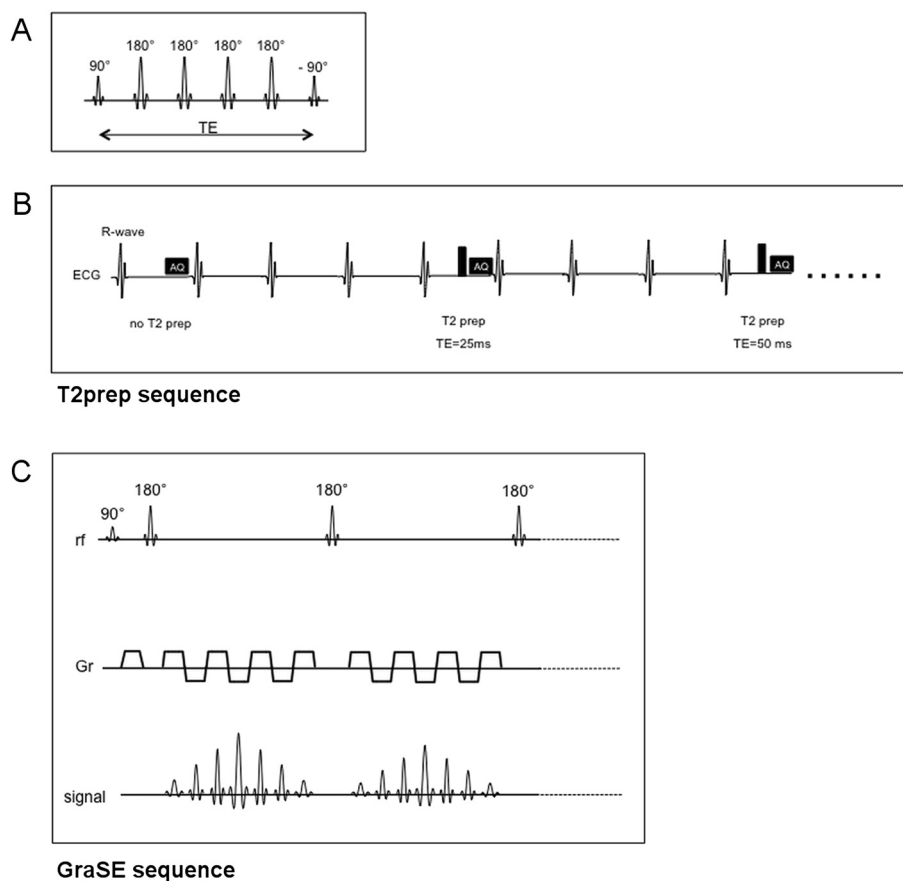 A
180° 180° 180° 180°
90° - 90°
TE
B
R-wave
AQ AQ AQ
ECG
no T2 prep T2 prep T2 prep
TE=25ms TE=50 ms
T2prep sequence
C
180° 180° 180°
90°
rf
Gr
signal
GraSE sequence